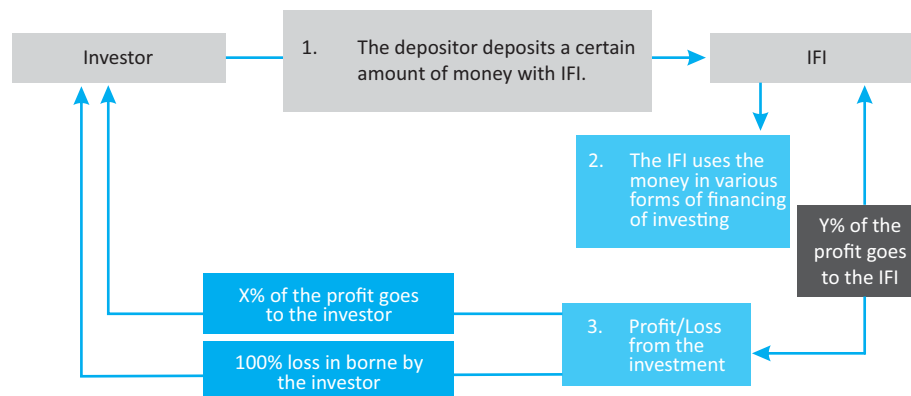 Investor
1. The depositor deposits a certain
amount of money with IFI.
IFI
2. The IFI uses the
money in various
forms of financing
of investing
Y% of the
profit goes
to the IFI
X% of the profit goes
to the investor
3. Profit/Loss
from the
investment
100% loss in borne by
the investor